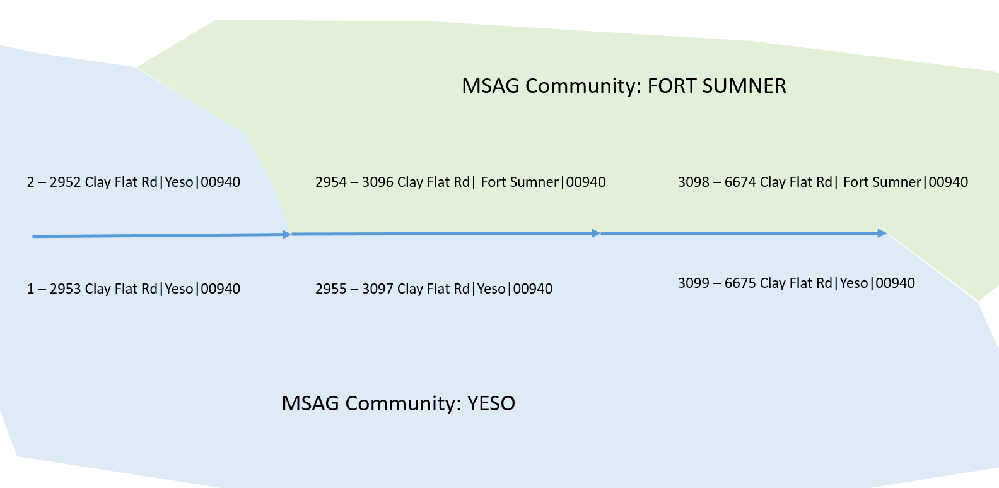 MSAG Community: FORT SUMNER
2 – 2952 Clay Flat Rd|Yeso|00940
2954 – 3096 Clay Flat Rd| Fort Sumner|00940
3098 – 6674 Clay Flat Rd| Fort Sumner|00940
1 – 2953 Clay Flat Rd|Yeso|00940
2955 – 3097 Clay Flat Rd|Yeso|00940
3099 – 6675 Clay Flat Rd|Yeso|00940
MSAG Community: YESO